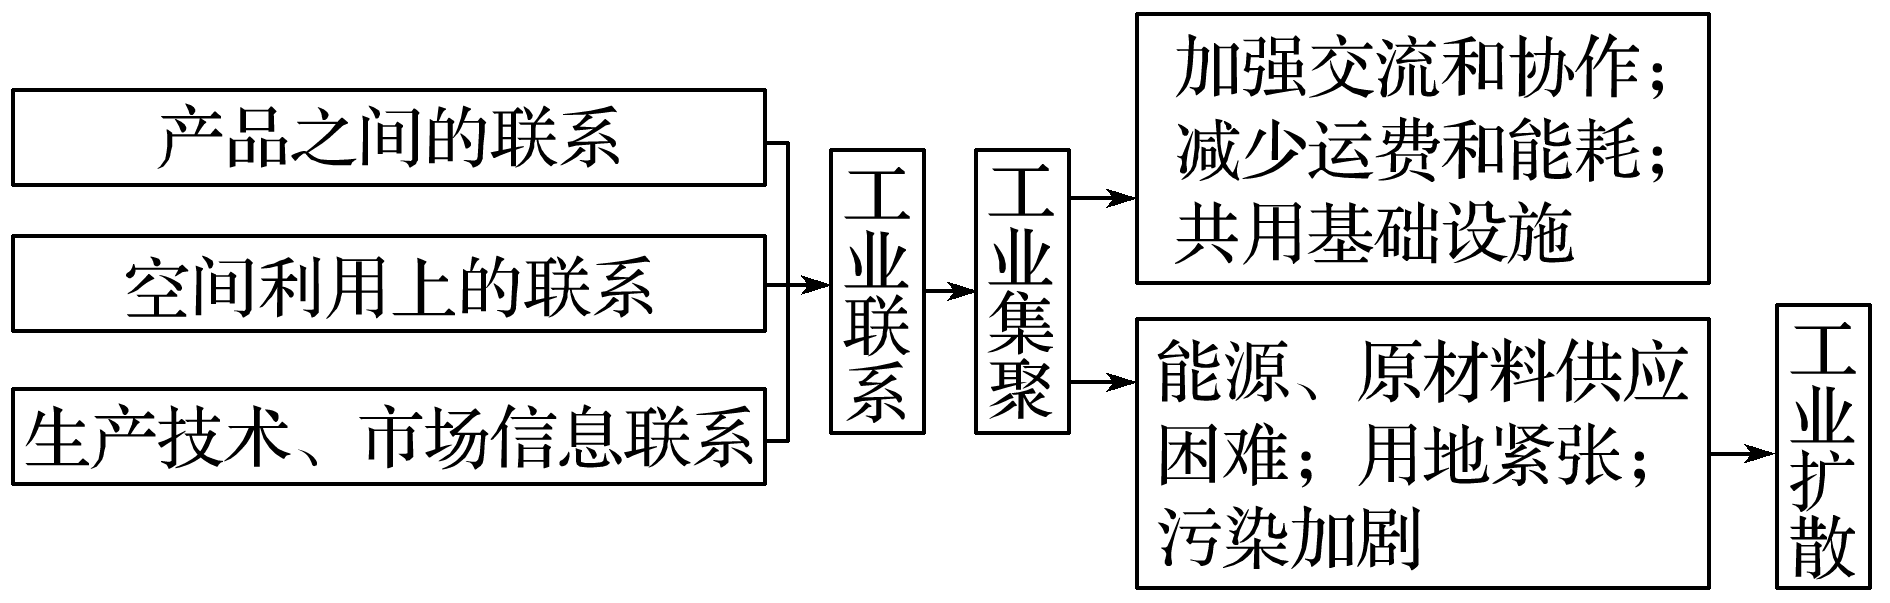 产品之间的联系
空间利用上的联系
生产技术、市场信息联系
工业联系
工业集聚
加强交流和协作；
减少运费和能耗；
共用基础设施
能源、原材料供应
困难；用地紧张；
污染加剧
工业扩散